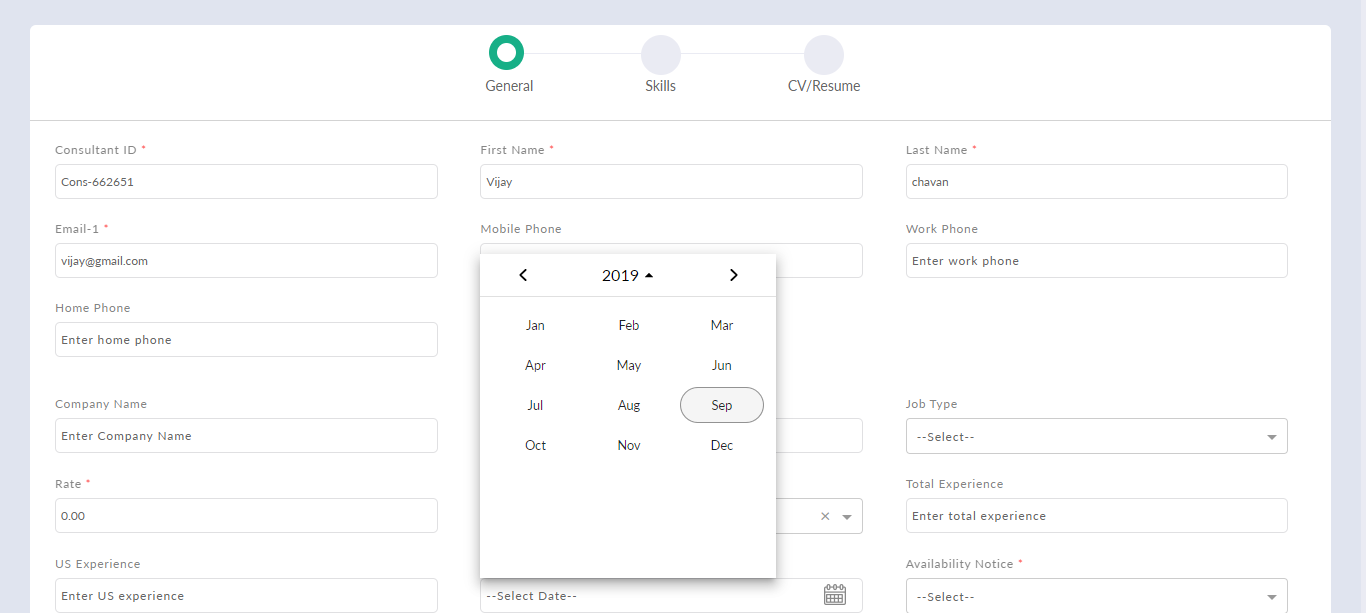 General Skills CV/Resume
Consultant ID * First Name * Last Name *
Cons-662651 Vijay chavan
Email-1 * Mobile Phone Work Phone
vijay@gmail.com Enter work phone
2019
Home Phone
Jan Feb Mar
Enter home phone
Apr May Jun
Company Name Jul Aug Sep Job Type
Enter Company Name --Select--
Oct Nov Dec
Rate * Total Experience
0.00 × Enter total experience
US Experience Availability Notice *
Enter US experience --Select Date-- --Select--